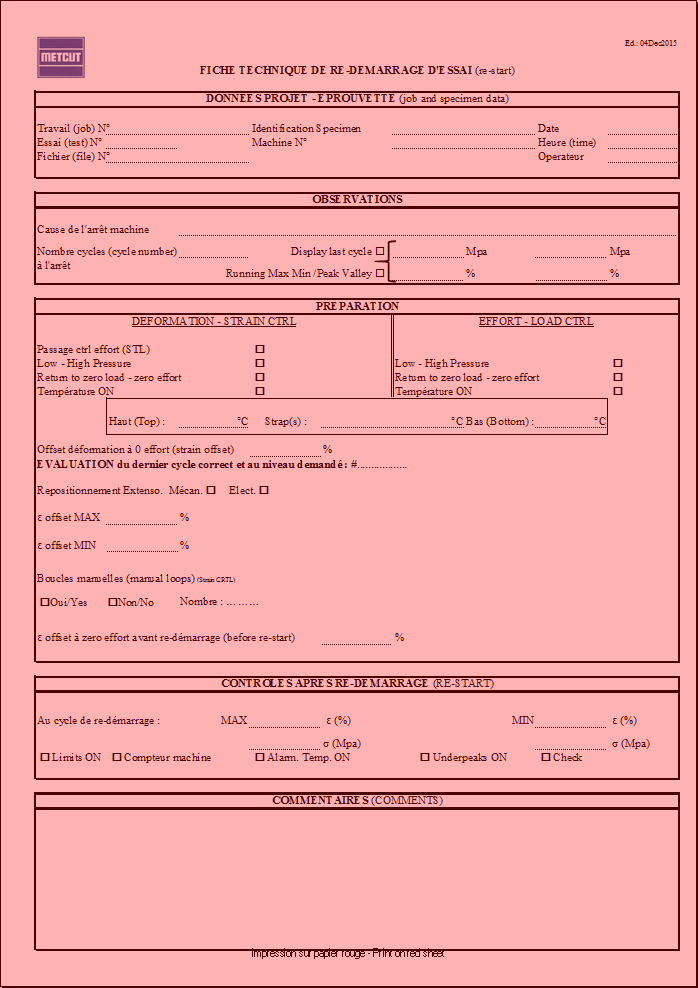 METCUT
Ed.: 04Dec2015
FICHE TECHNIQUE DE RE-DEMARRAGE D'ESSAI (re-start)
DONNEES PROJET - EPROUVETTE (job and specimen data)
Travail (job) N° Identification Specimen Date
Essai (test) N° Machine N° Heure (time)
Fichier (file) N° Operateur
OBSERVATIONS
Cause de l'arrêt machine
Nombre cycles (cycle number) Display last cycle ☐ Mpa Mpa
à l'arrêt
Running Max Min /Peak Valley ☐ % %
PREPARATION
DEFORMATION - STRAIN CTRL EFFORT - LOAD CTRL
Passage ctrl effort (STL) ☐
Low - High Pressure ☐ Low - High Pressure ☐
Return to zero load - zero effort ☐ Return to zero load - zero effort ☐
Température ON ☐ Température ON ☐
Haut (Top) : °C Strap(s) : °C Bas (Bottom) : °C
Offset déformation à 0 effort (strain offset) %
EVALUATION du dernier cycle correct et au niveau demandé : #.................
Repositionnement Extenso. Mécan. ☐ Elect. ☐
ε offset MAX %
ε offset MIN %
Boucles manuelles (manual loops) (Strain CRTL)
☐Oui/Yes ☐Non/No Nombre : ………
ε offset à zero effort avant re-démarrage (before re-start) %
CONTROLES APRES RE-DEMARRAGE (RE-START)
Au cycle de re-démarrage : MAX ε (%) MIN ε (%)
σ (Mpa) σ (Mpa)
☐ Limits ON ☐ Compteur machine ☐ Alarm. Temp. ON ☐ Underpeaks ON ☐ Check
COMMENTAIRES (COMMENTS)
Impression sur papier rouge - Print on red sheet